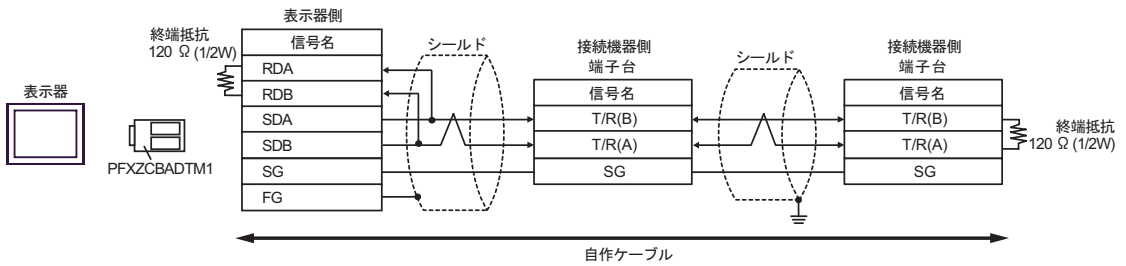 表示器側
終端抵抗
120 Ω (1/2W)
信号名
RDA
RDB
SDA
SDB
SG
FG
表示器
PFXZCBADTM1
シールド
接続機器側
端子台
信号名
T/R(B)
T/R(A)
SG
シールド
接続機器側
端子台
信号名
T/R(B)
T/R(A)
SG
終端抵抗
120 Ω (1/2W)
自作ケーブル